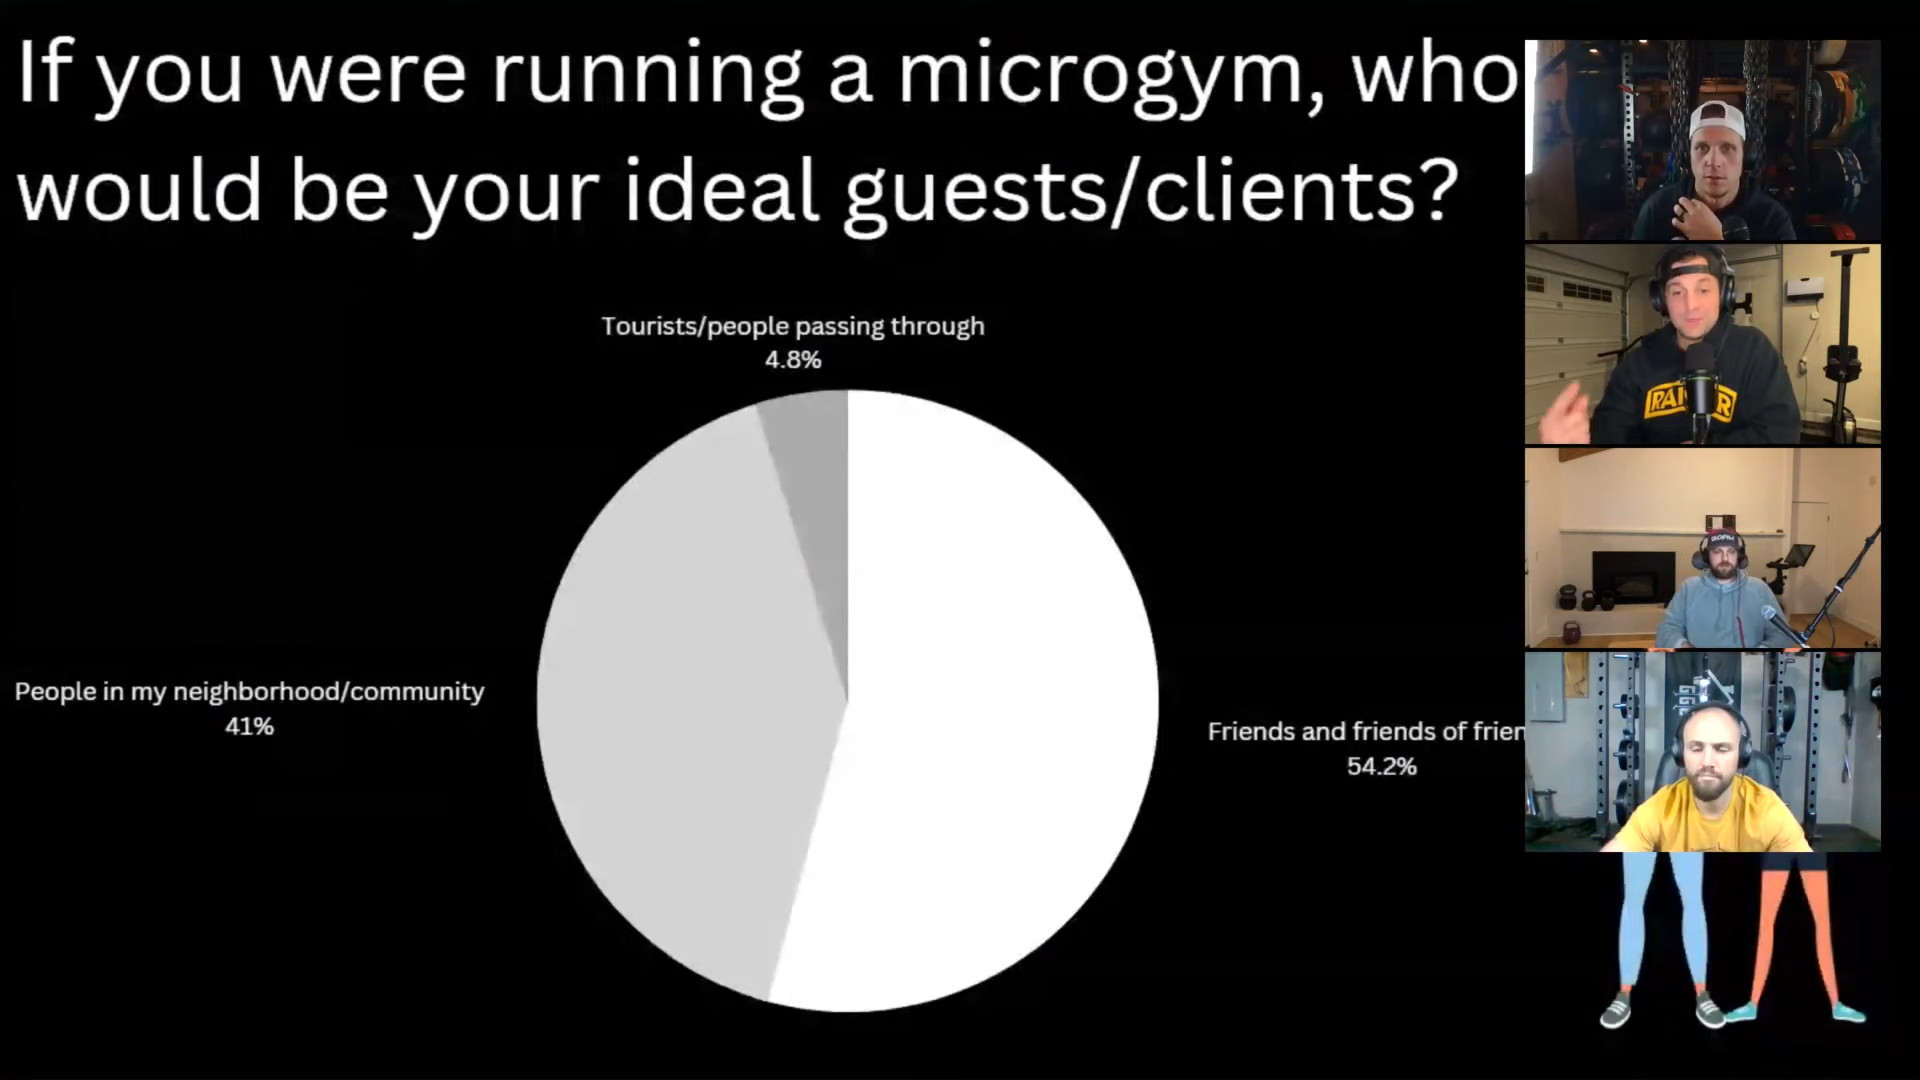 If you were running a microgym, who
would be your ideal guests/clients?
Tourists/people passing through
4.8%
People in my neighborhood/community
41%
Friends and friends of frien
54.2%